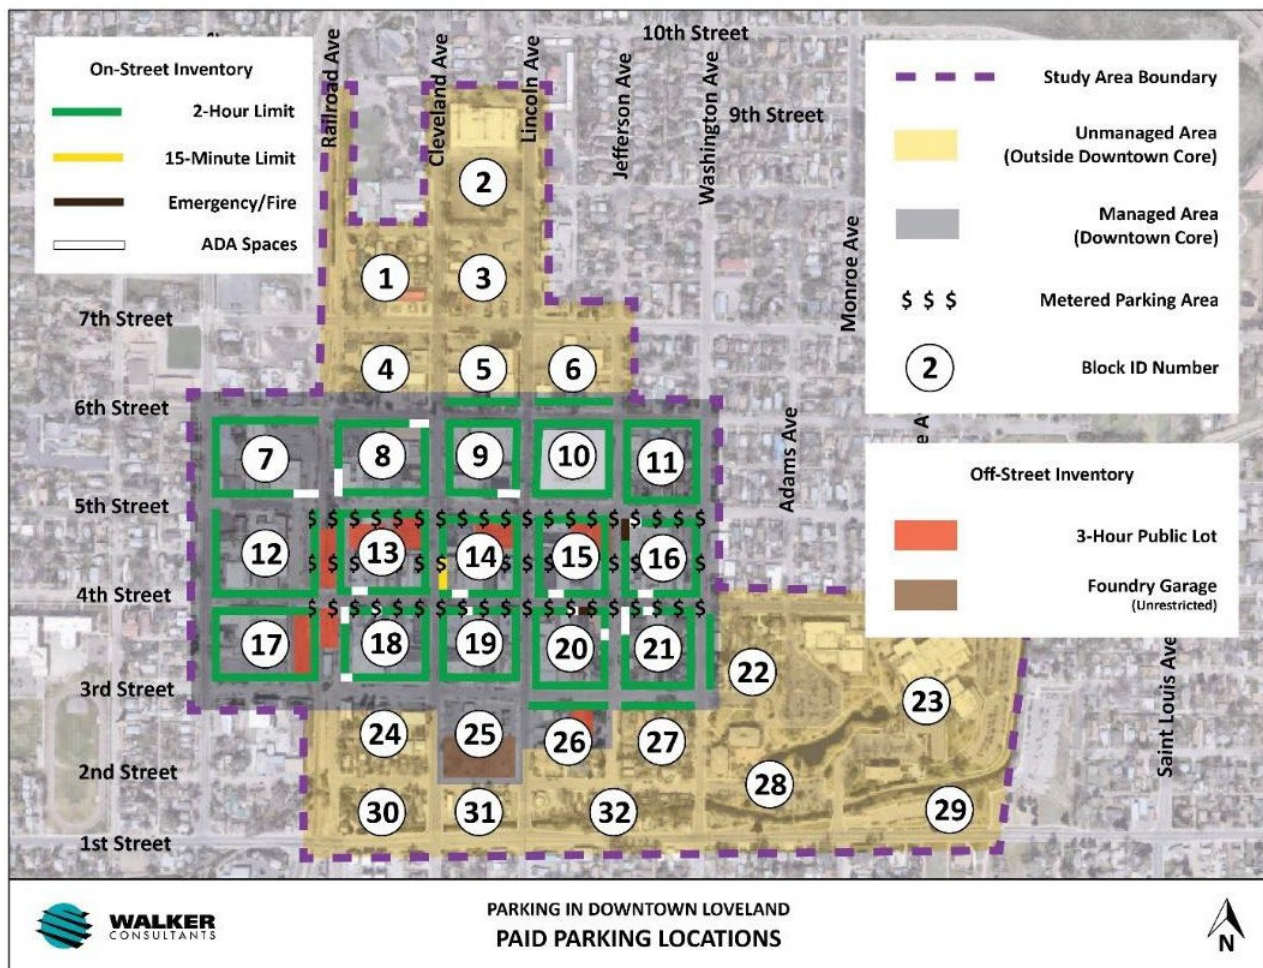 On-Street Inventory
2-Hour Limit
15-Minute Limit
Emergency/Fire
ADA Spaces
Railroad Ave
Cleveland Ave
Lincoln Ave
10th Street
Jefferson Ave
Washington Ave
9th Street
Monroe Ave
Study Area Boundary
Unmanaged Area
(Outside Downtown Core)
Managed Area
(Downtown Core)
$ $ $
Metered Parking Area
2
Block ID Number
Off-Street Inventory
3-Hour Public Lot
Foundry Garage
(Unrestricted)
2
1
3
7th Street
4
5
6
6th Street
7
8
9
10
11
Adams Ave
5th Street
12
13
14
15
16
4th Street
17
18
19
20
21
3rd Street
22
23
24
25
26
27
2nd Street
28
29
30
31
32
1st Street
Saint Louis Ave
WALKER
CONSULTANTS
PARKING IN DOWNTOWN LOVELAND
PAID PARKING LOCATIONS
N